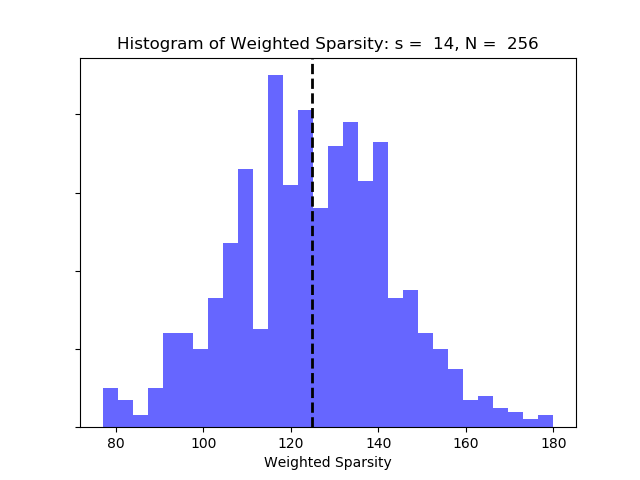 Histogram of Weighted Sparsity: s =  14, N =  256
80 100 120 140 160 180
Weighted Sparsity